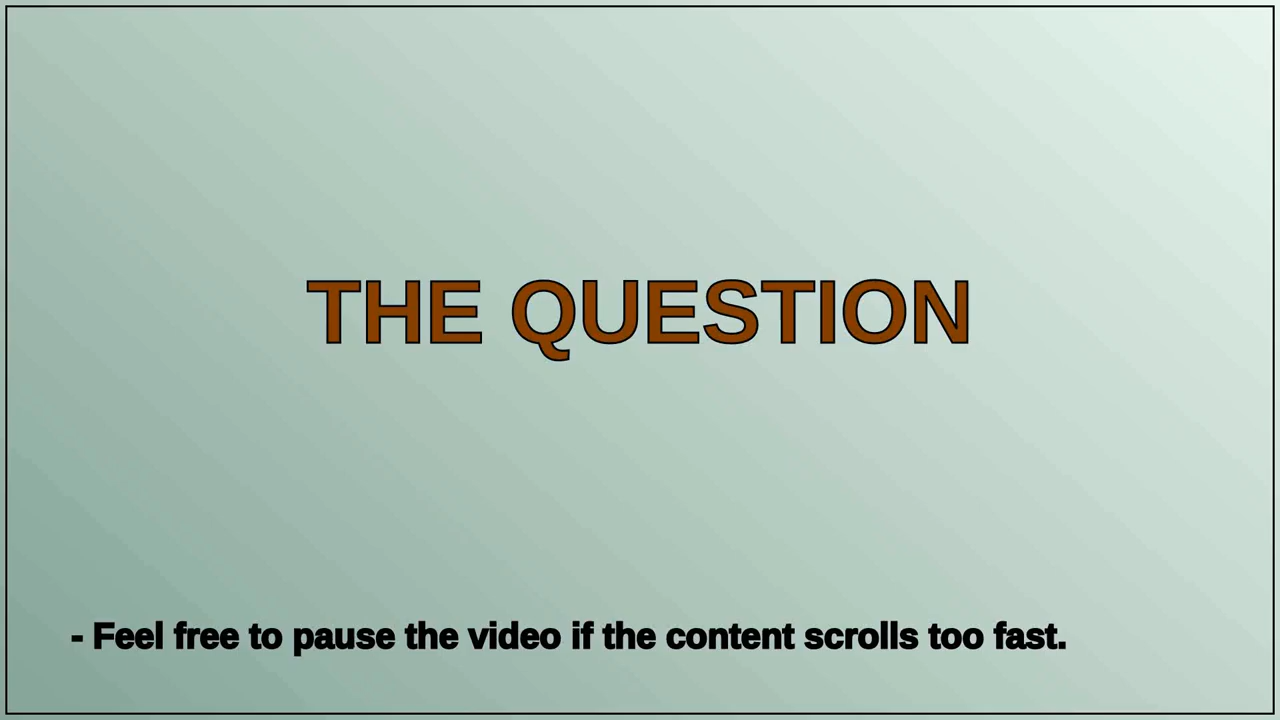 THE QUESTION
- Feel free to pause the video if the content scrolls too fast.